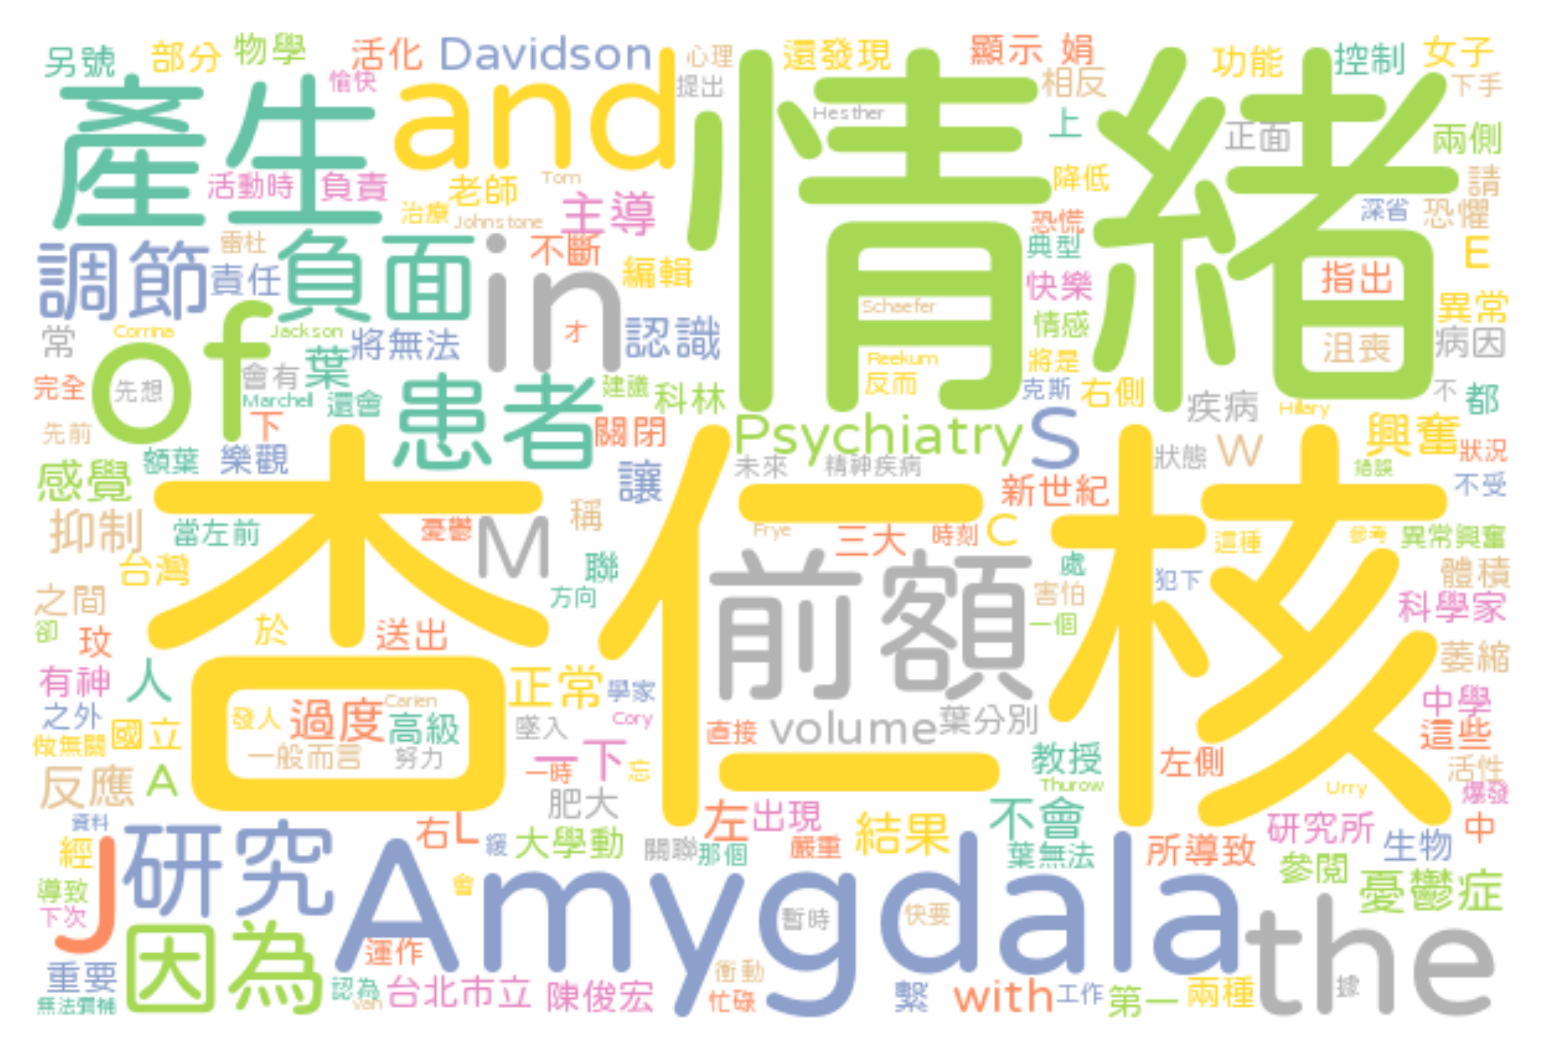 另號 部分 物學 活化 Davidson 心理 還發現 顯示 娟 功能 控制 女子
愉快 提出 相反 下手
產生 and Hesther 上 正面 兩側
情緒
活動時 負責 老師 Tom 降低 請
治療 Johnstone 主導 恐慌 深省 恐懼
調節 雷杜 負面 in 不斷 典型 E
責任 編輯 快樂 指出
of Corrina Jackson 才 認識 Schaefer 情感 異常
常 將無法 沮喪 病因
先想 會有 葉 Reekum 將是
完全 Marchell 還會 患者 建議 科林 反而 克斯 右側 疾病 Hillary 不 都
先前 下 關閉 Psychiatry S W 興奮 狀況
感覺 額葉 樂觀 讓 未來 精神疾病 狀態 錯誤 不受
杏仁核
抑制 當左前 憂鬱 M 稱 Frye 三大 時刻 C 新世紀 這種 參考 異常興奮
台灣 聯 前額 處 犯下 體積
之間 方向 害怕 科學家
卻 玟 於 送出 一個
有神 人 正常 學家 萎縮
之外 發人 過度 Carien 高級 墜入 Cory 直接 volume 葉分別 中學
做無關 國立 一般而言 努力 一下 教授 左側 這些
反應 A 一時 忘 Thurow Urry 活性
肥大 爆發
資料 研究 右 L 左 出現 結果 不會 研究所 中
經 緩 大學動 關聯 那個 嚴重 葉無法 所導致 生物
導致 J 會 Amygdala 參閱 憂鬱症
下次 因為 暫時 快要 the
重要 運作 衝動
無法彌補 認為 van 台北市立 陳俊宏 忙碌 繫 with 工作 第一 兩種 據